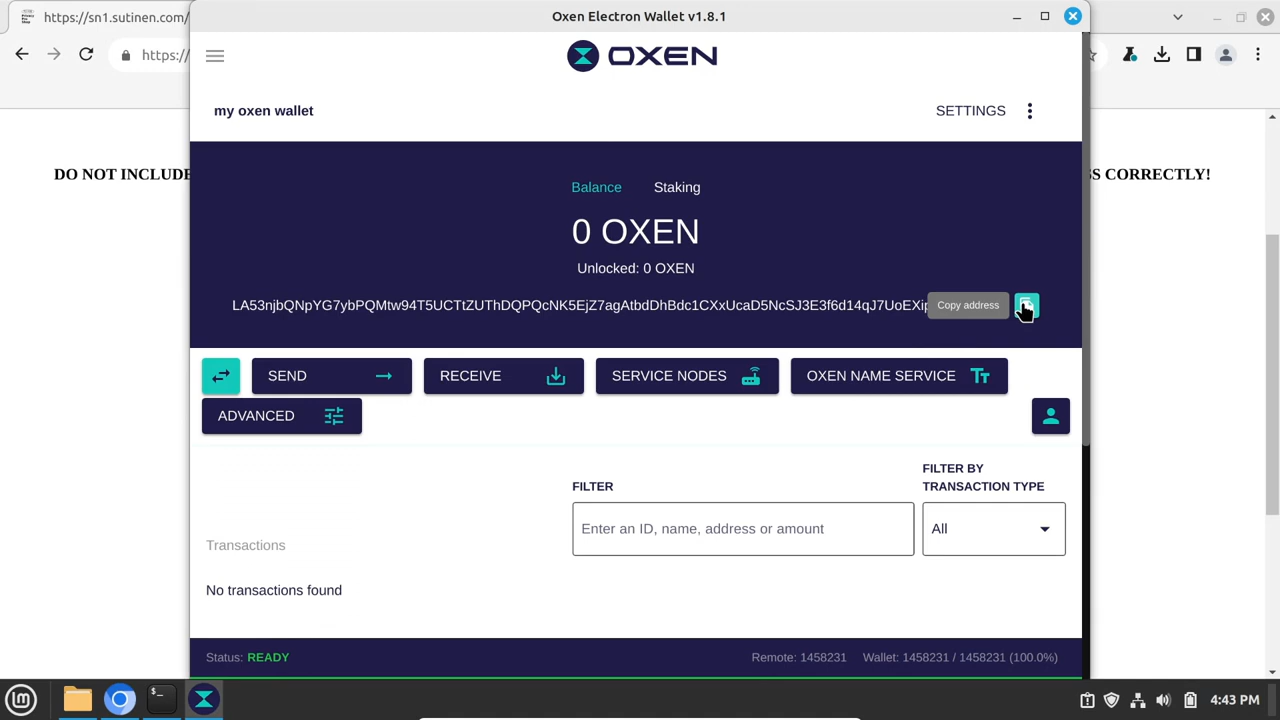 https://sn1.sutinen.com/
Oxen Electron Wallet v1.8.1
https://
OXEN
my oxen wallet
SETTINGS
DO NOT INCLUDE
S CORRECTLY!
Balance
Staking
0 OXEN
Unlocked: 0 OXEN
LA53njbQNpYG7ybPQMtw94T5UCTtZUThDQPQcNK5EjZ7agAtbdDhBdc1CXxUcaD5NcSJ3E3f6d14qJ7UoEXip
Copy address
SEND
RECEIVE
SERVICE NODES
OXEN NAME SERVICE
ADVANCED
FILTER
FILTER BY
TRANSACTION TYPE
Enter an ID, name, address or amount
All
Transactions
No transactions found
Status: READY
Remote: 1458231
Wallet: 1458231 / 1458231 (100.0%)
4:43 PM